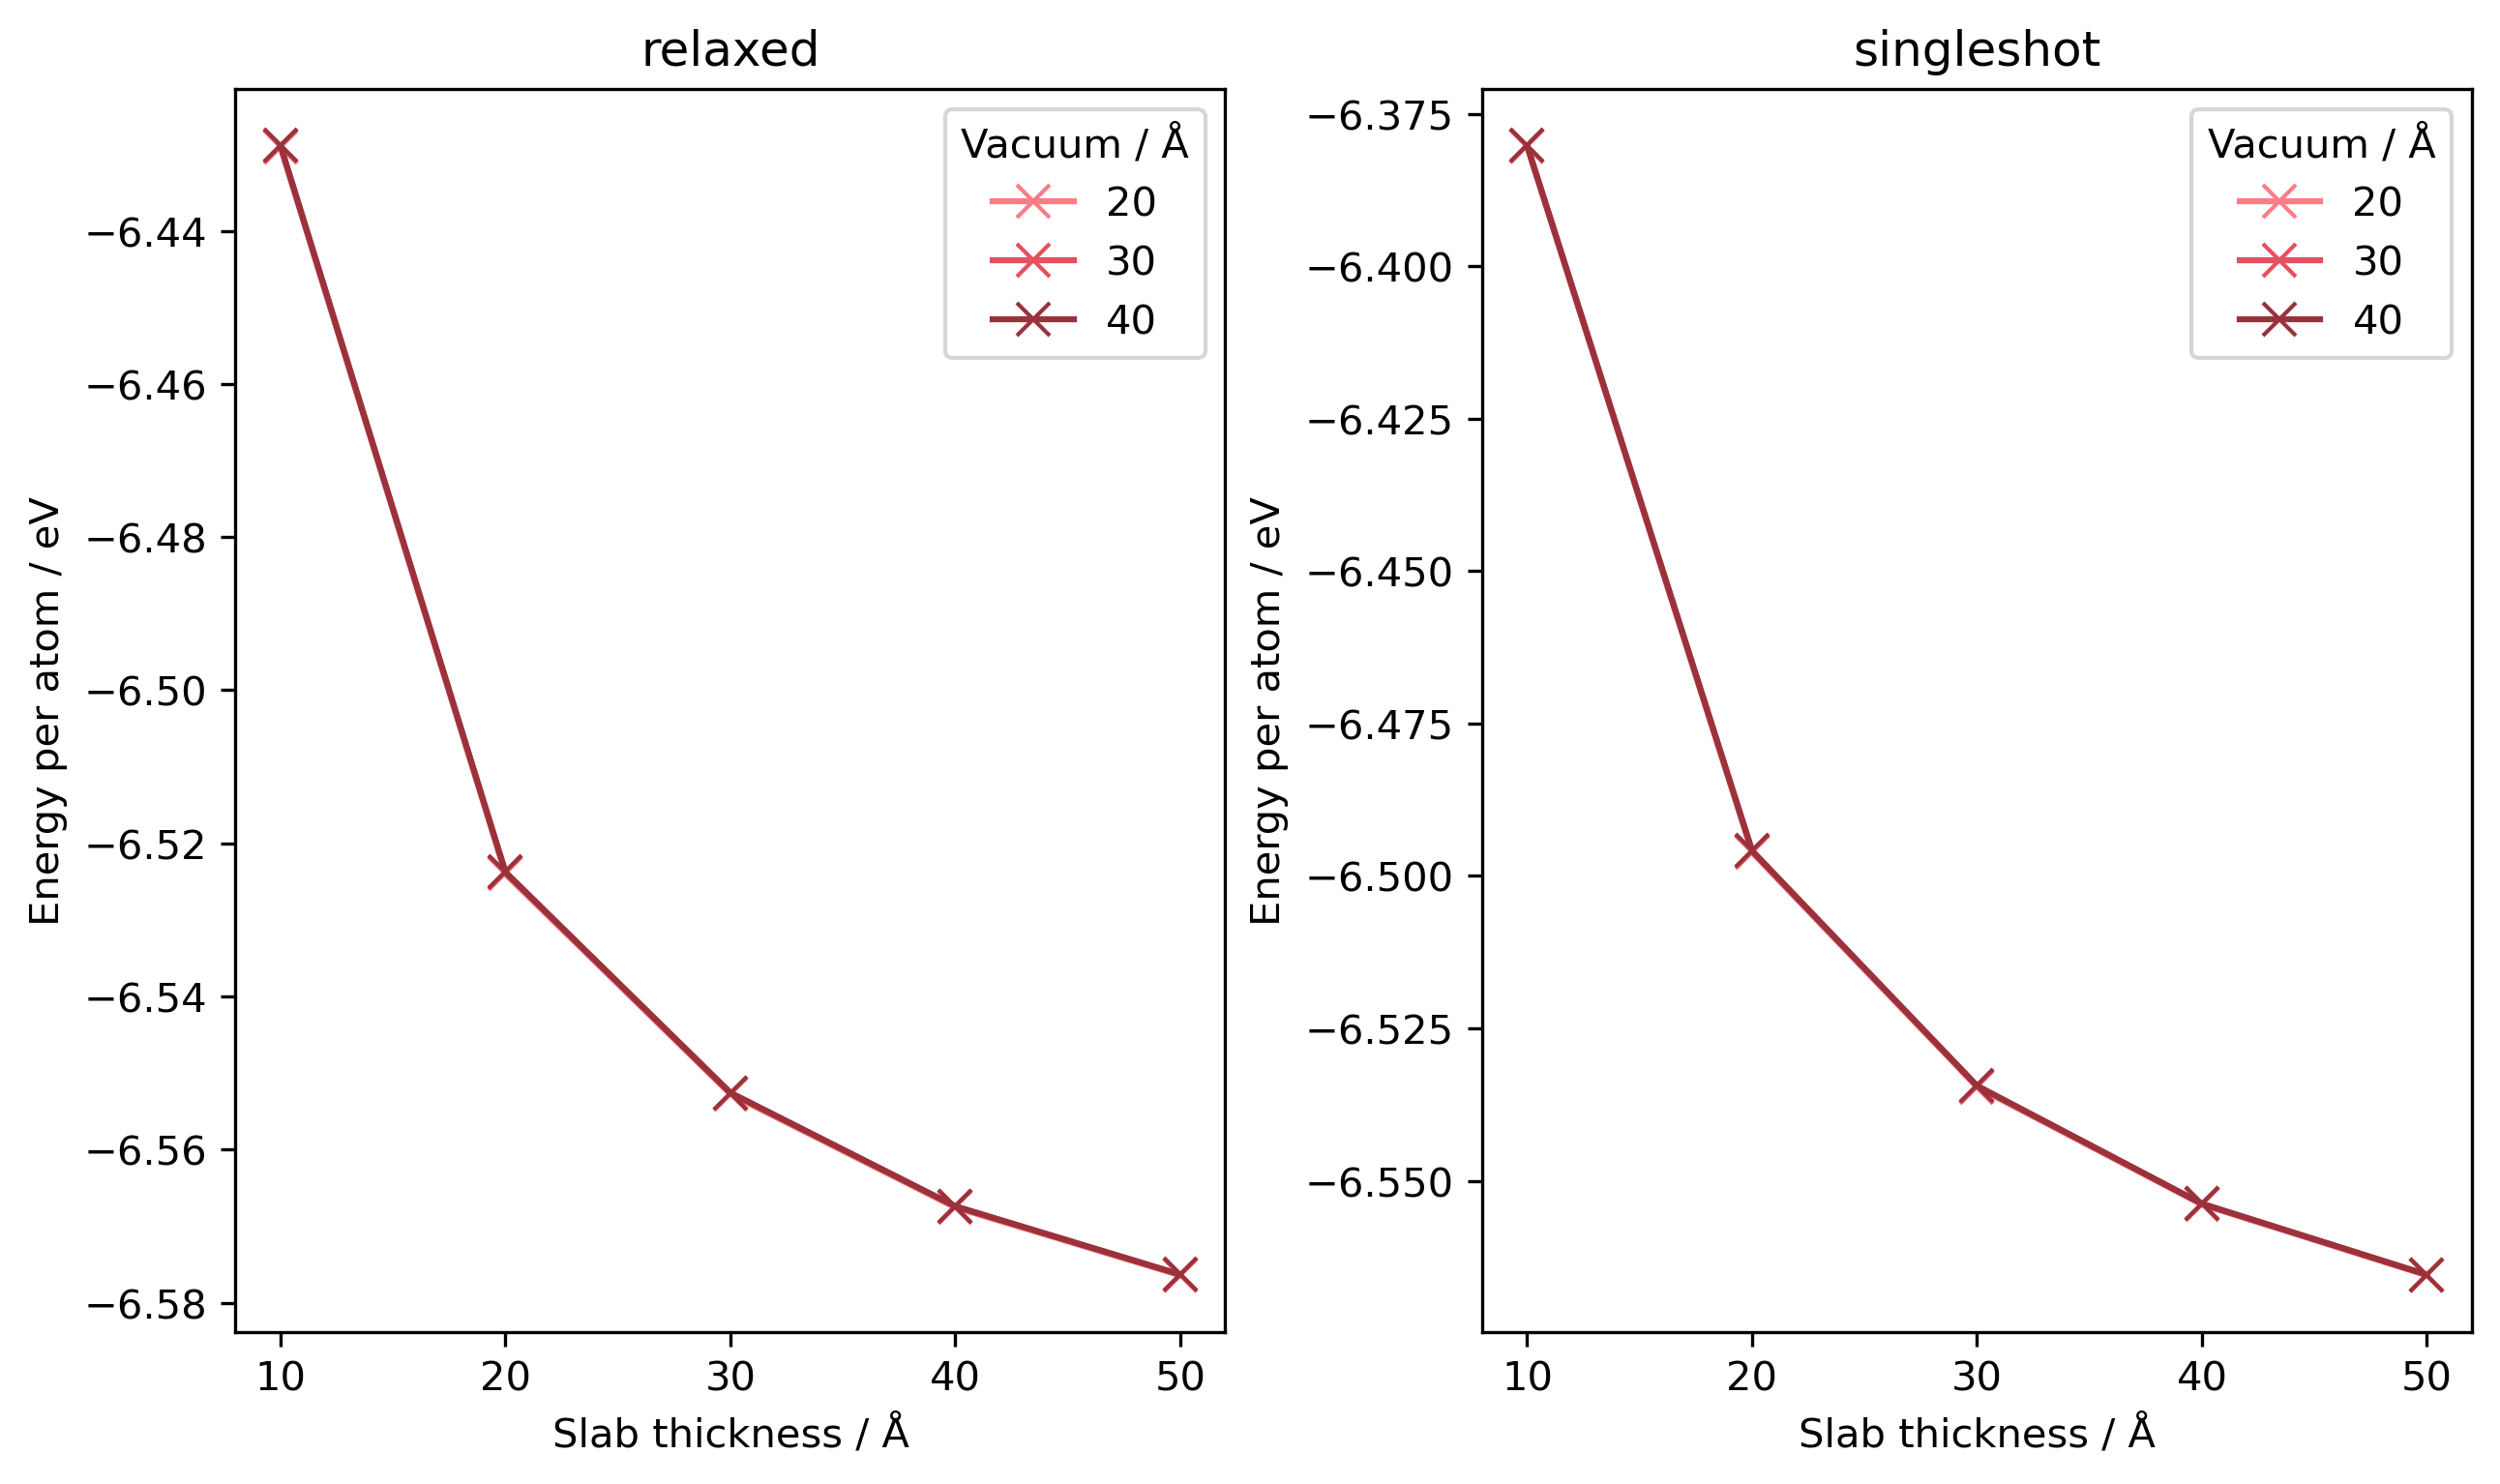 relaxed
Vacuum / Å
20
30
40
−6.44
−6.46
−6.48
−6.50
−6.52
−6.54
−6.56
−6.58
Energy per atom / eV
10 20 30 40 50
Slab thickness / Å
singleshot
Vacuum / Å
20
30
40
−6.375
−6.400
−6.425
−6.450
−6.475
−6.500
−6.525
−6.550
Energy per atom / eV
10 20 30 40 50
Slab thickness / Å